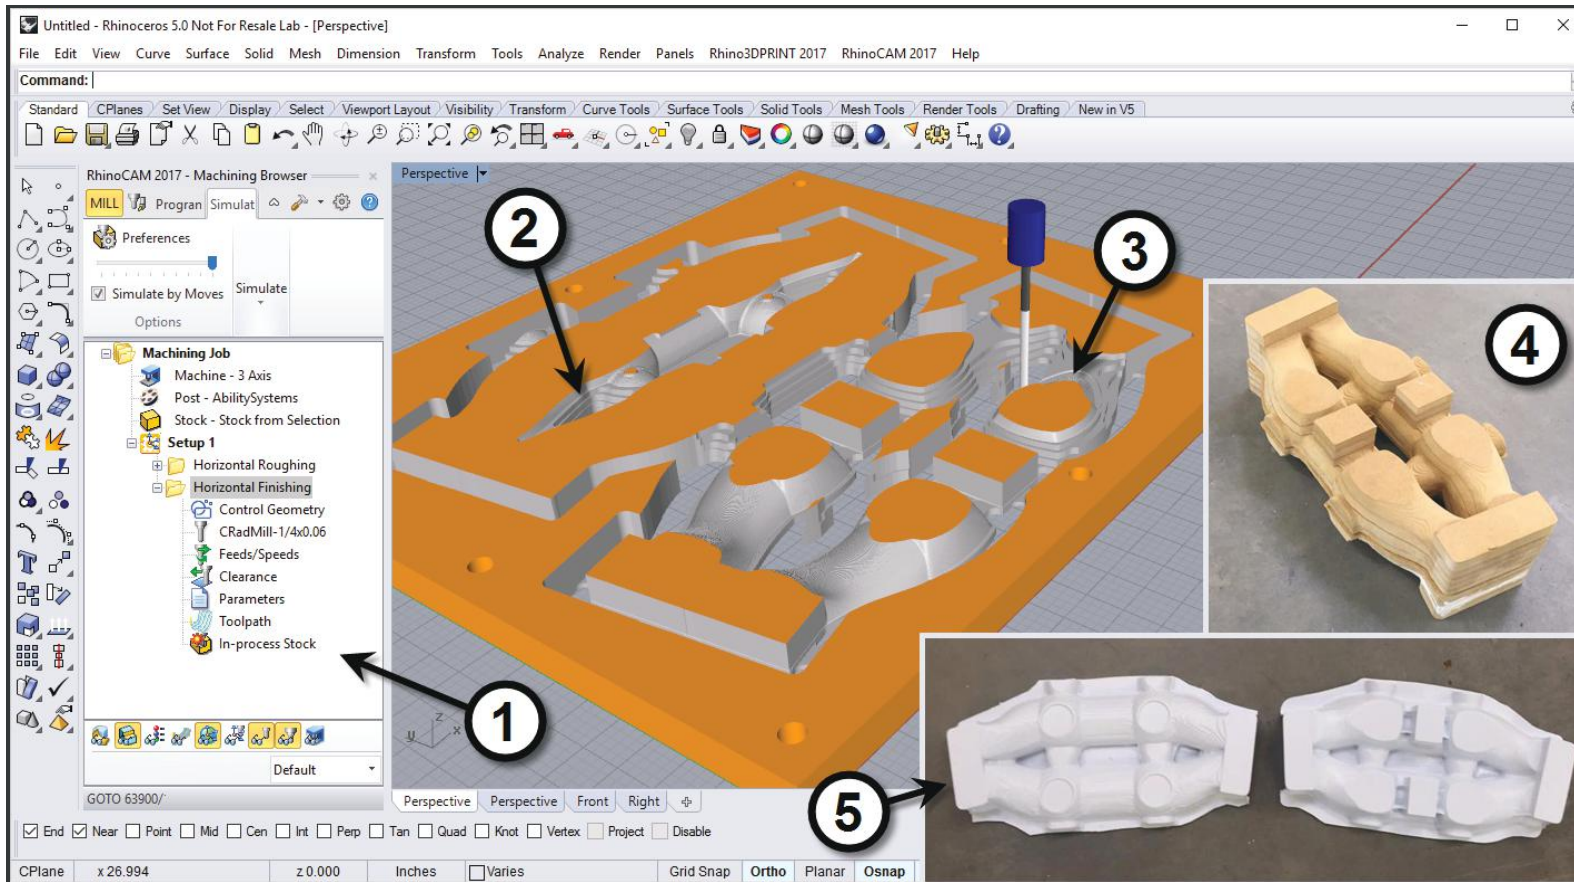 Untitled - Rhinoceros 5.0 Not For Resale Lab - [Perspective]
File Edit View Curve Surface Solid Mesh Dimension Transform Tools Analyze Render Panels Rhino3DPRINT 2017 RhinoCAM 2017 Help
Command:
Standard CPlanes Set View Display Select Viewport Layout Visibility Transform Curve Tools Surface Tools Solid Tools Mesh Tools Render Tools Drafting New in V5
RhinoCAM 2017 - Machining Browser
MILL Progran Simulat
Preferences
Simulate by Moves
Simulate
Options
Machining Job
Machine - 3 Axis
Post - AbilitySystems
Stock - Stock from Selection
Setup 1
Horizontal Roughing
Horizontal Finishing
Control Geometry
CRadMill-1/4x0.06
Feeds/Speeds
Clearance
Parameters
Toolpath
In-process Stock
Default
GOTO 63900/
Perspective
2
3
4
1
5
z
y x
Perspective Perspective Front Right
End Near Point Mid Cen Int Perp Tan Quad Knot Vertex Project Disable
CPlane x 26.994 z 0.000 Inches Varies Grid Snap Ortho Planar Osnap